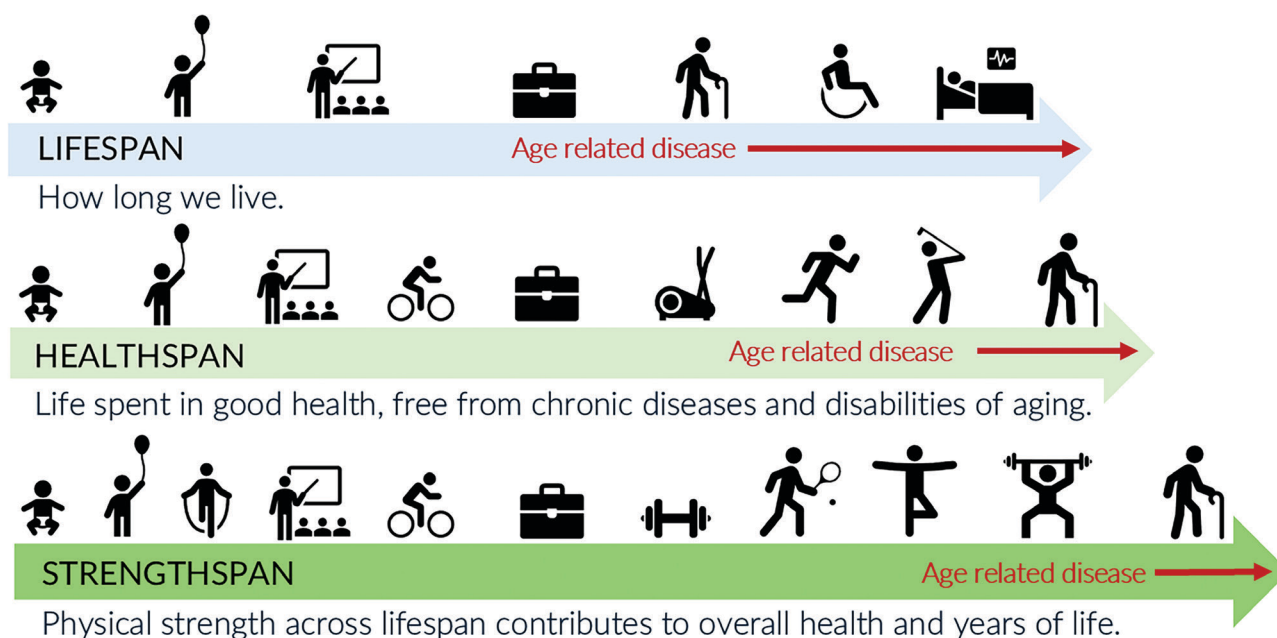 LIFESPAN
Age related disease
How long we live.
HEALTHSPAN
Age related disease
Life spent in good health, free from chronic diseases and disabilities of aging.
STRENGTHSPAN
Age related disease
Physical strength across lifespan contributes to overall health and years of life.